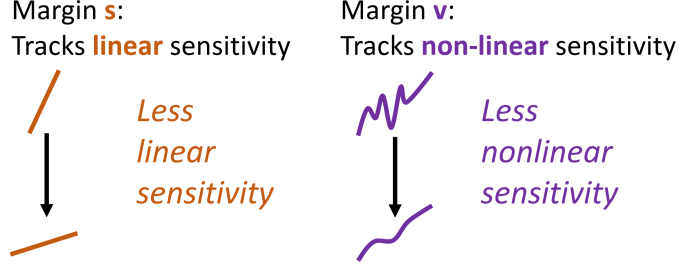 Margin s:
Tracks linear sensitivity
Less
linear
sensitivity
Margin v:
Tracks non-linear sensitivity
Less
nonlinear
sensitivity